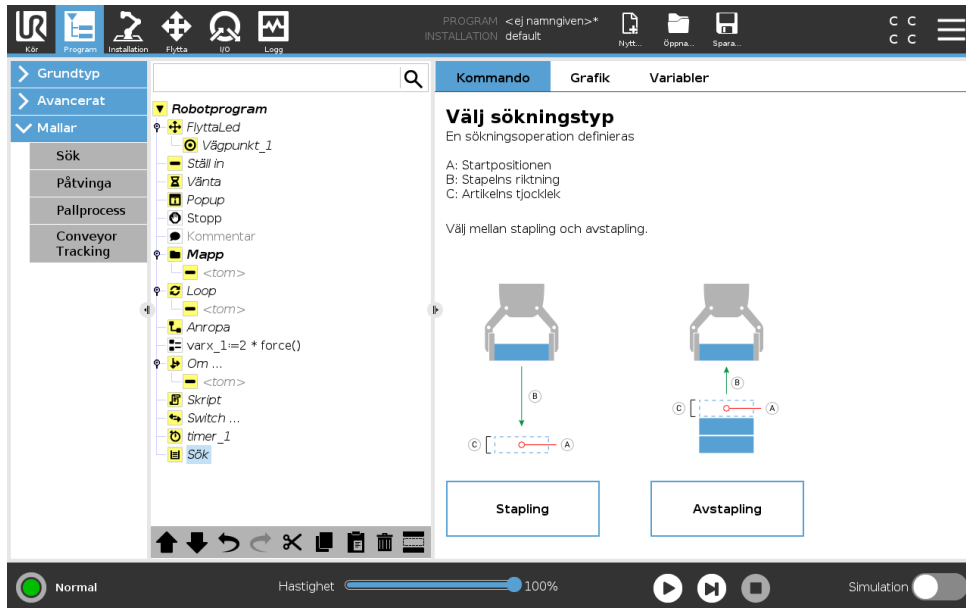 UR
Kör
Program
Installation
Flytta
I/O
Logg
PROGRAM <ej namngiven>*
INSTALLATION default
Nytt...
Öppna...
Spara...
C C
C C
Grundtyp
Avancerat
Mallar
Sök
Påtvinga
Pallprocess
Conveyor
Tracking
Robotprogram
FlyttaLed
Vägpunkt_1
Ställ in
Vänta
Popup
Stopp
Kommentar
Mapp
<tom>
Loop
<tom>
Anropa
varx_1:=2 * force()
Om ...
<tom>
Skript
Switch ...
timer_1
Sök
Kommando
Grafik
Variabler
Välj sökningstyp
En sökningsoperation definieras
A: Startpositionen
B: Stapelns riktning
C: Artikelns tjocklek
Välj mellan stapling och avstapling.
B
C
A
B
C
A
Stapling
Avstapling
Normal
Hastighet
100%
Simulation